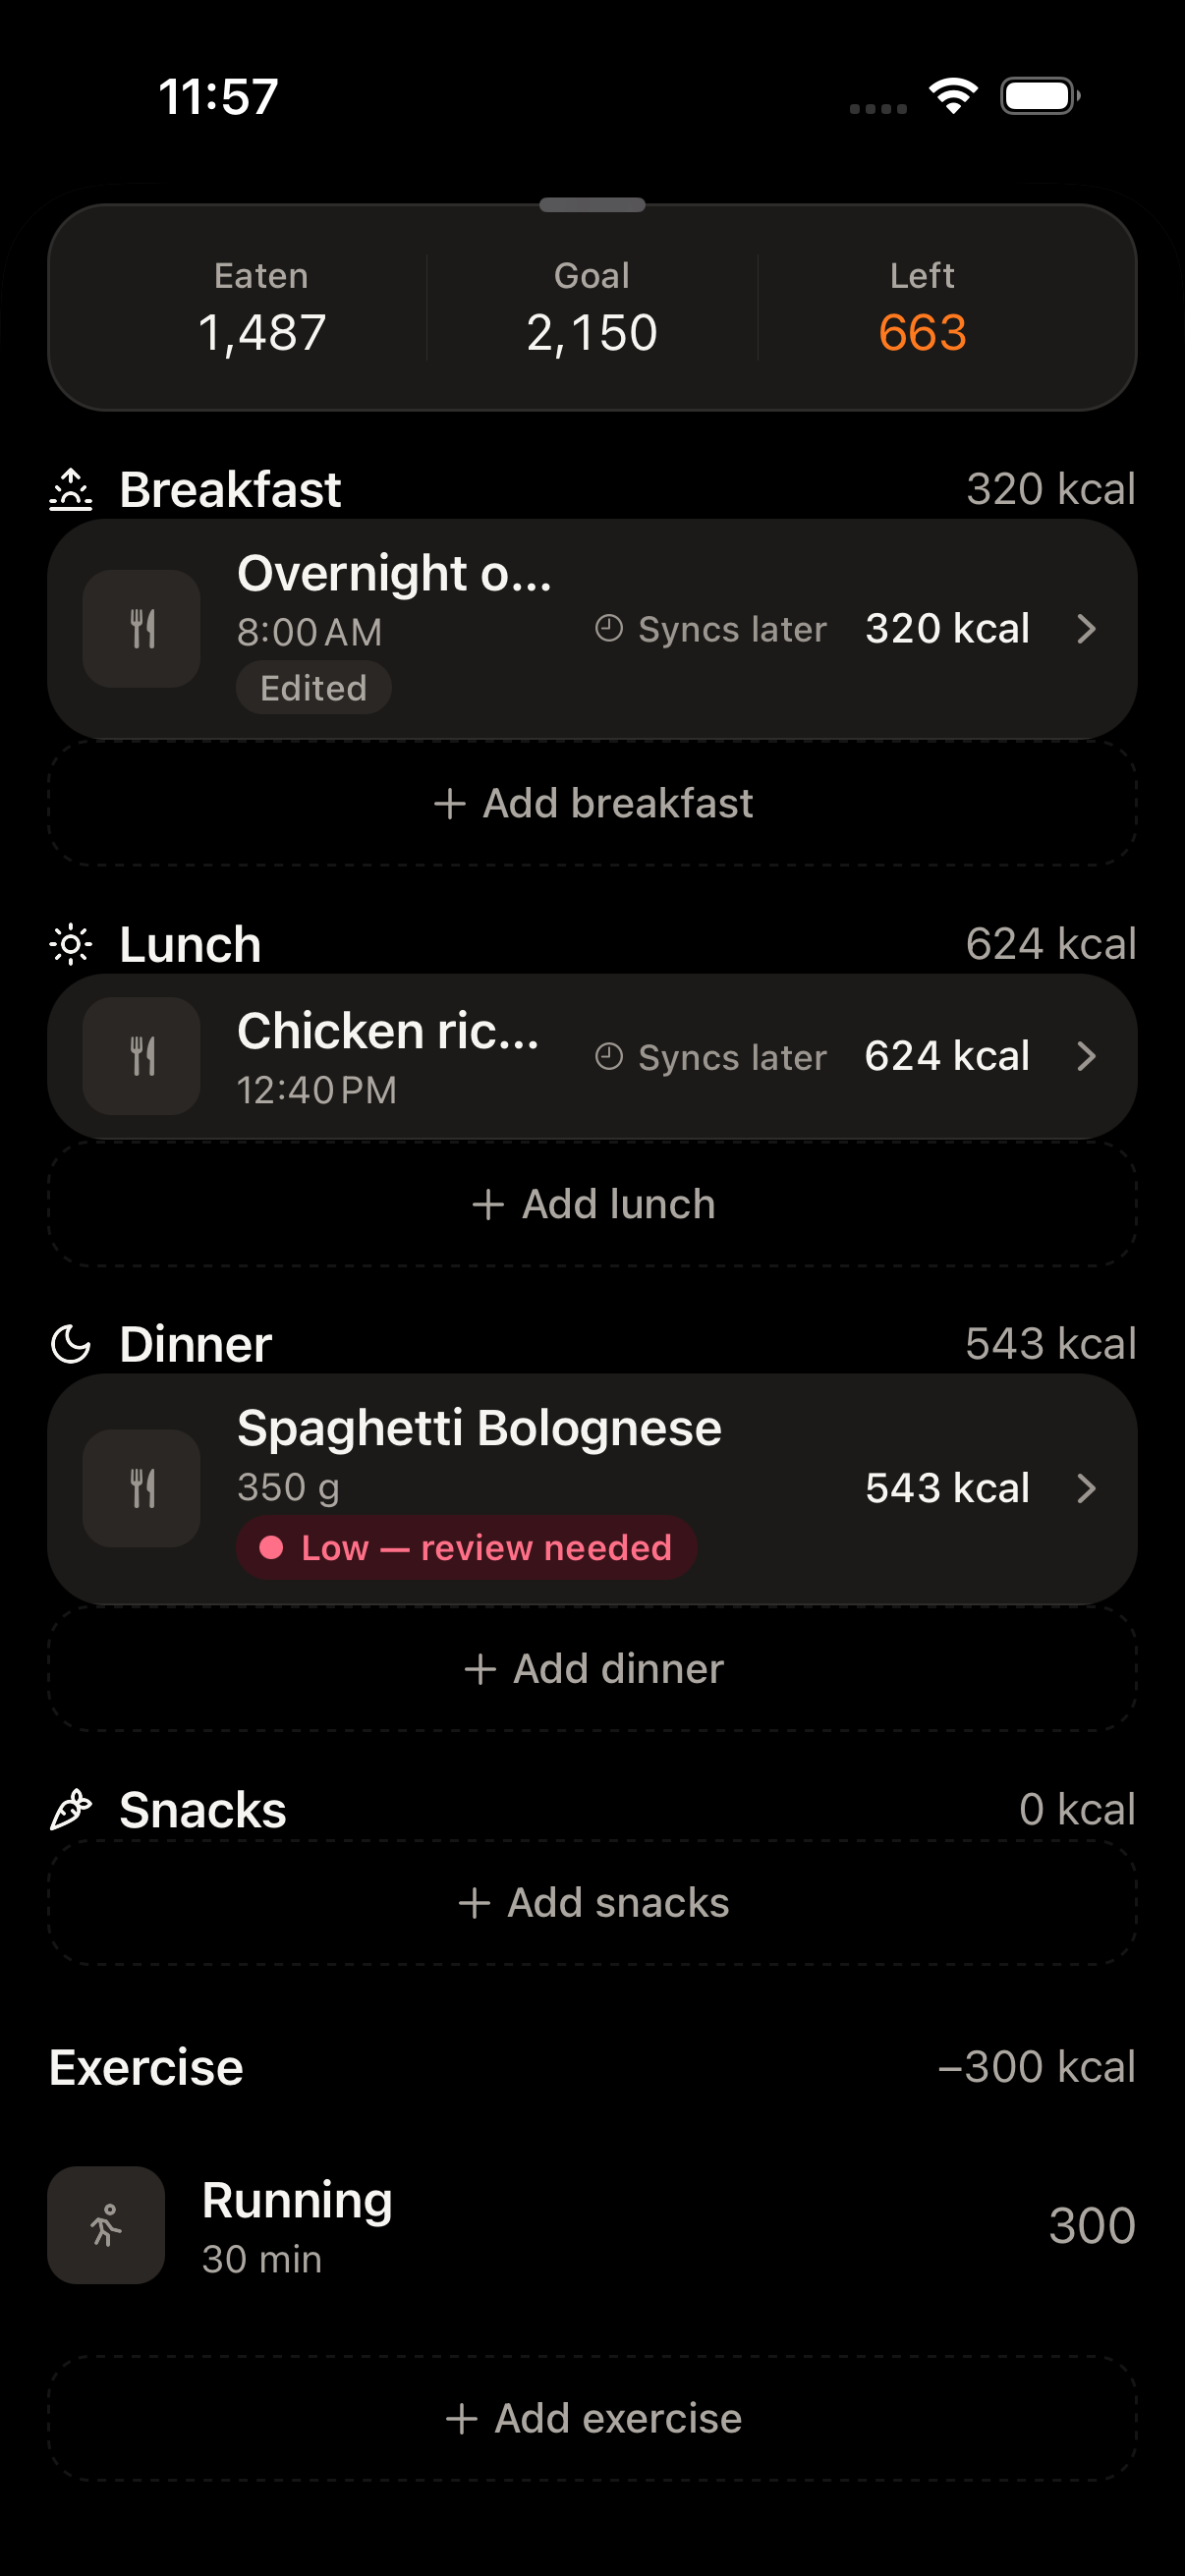 11:57
Eaten Goal Left
1,487 2,150 663
Breakfast 320 kcal
Overnight o...
8:00 AM Syncs later 320 kcal
Edited
+ Add breakfast
Lunch 624 kcal
Chicken ric...
12:40 PM Syncs later 624 kcal
+ Add lunch
Dinner 543 kcal
Spaghetti Bolognese
350 g 543 kcal
Low — review needed
+ Add dinner
Snacks 0 kcal
+ Add snacks
Exercise –300 kcal
Running
30 min 300
+ Add exercise